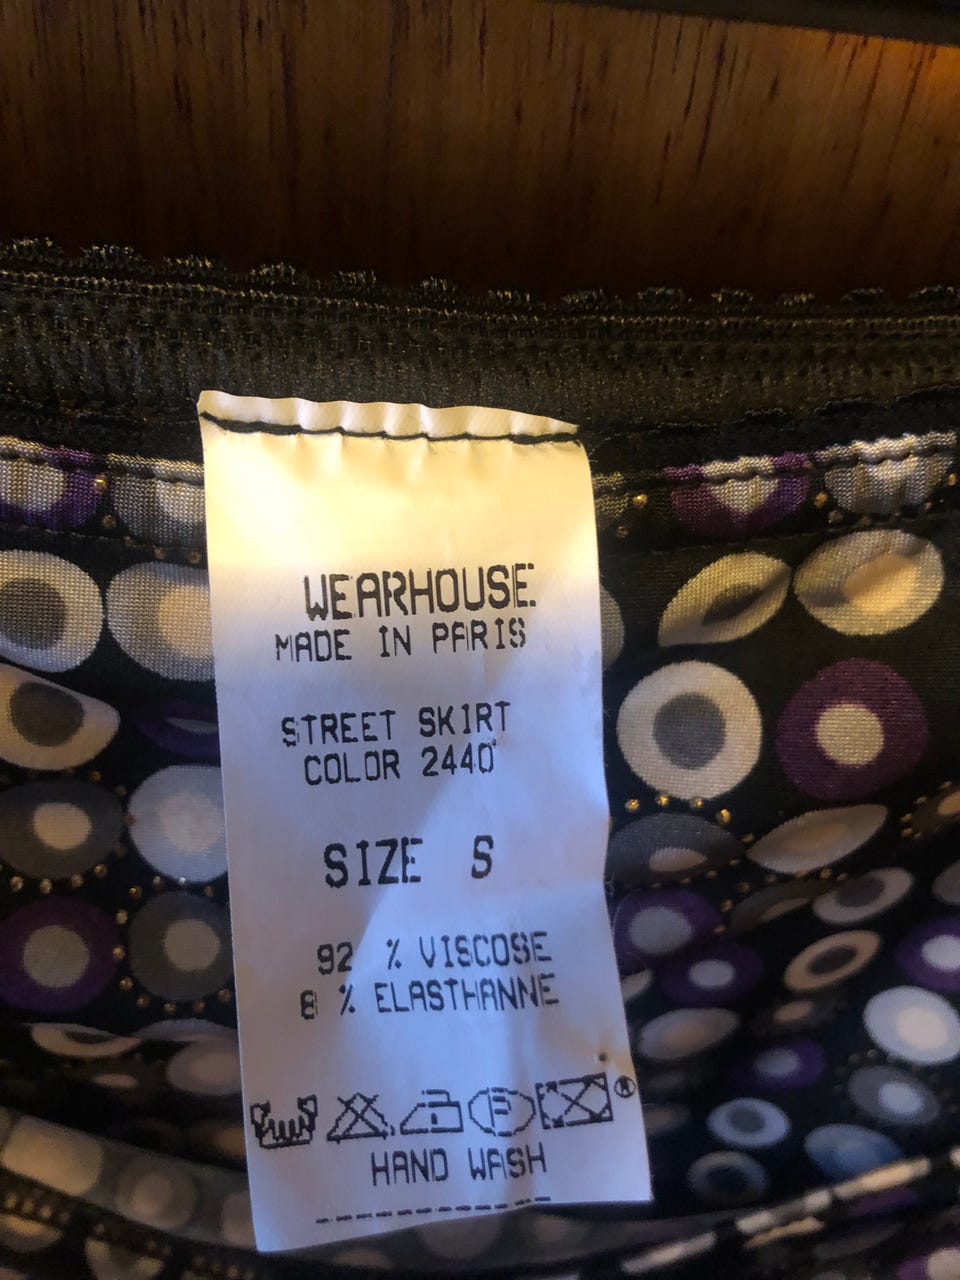 WEARHOUSE.
MADE IN PARIS
STREET SKIRT
COLOR 2440
SIZE S
92 % VISCOSE
8 % ELASTHANNE
P
®
HAND WASH